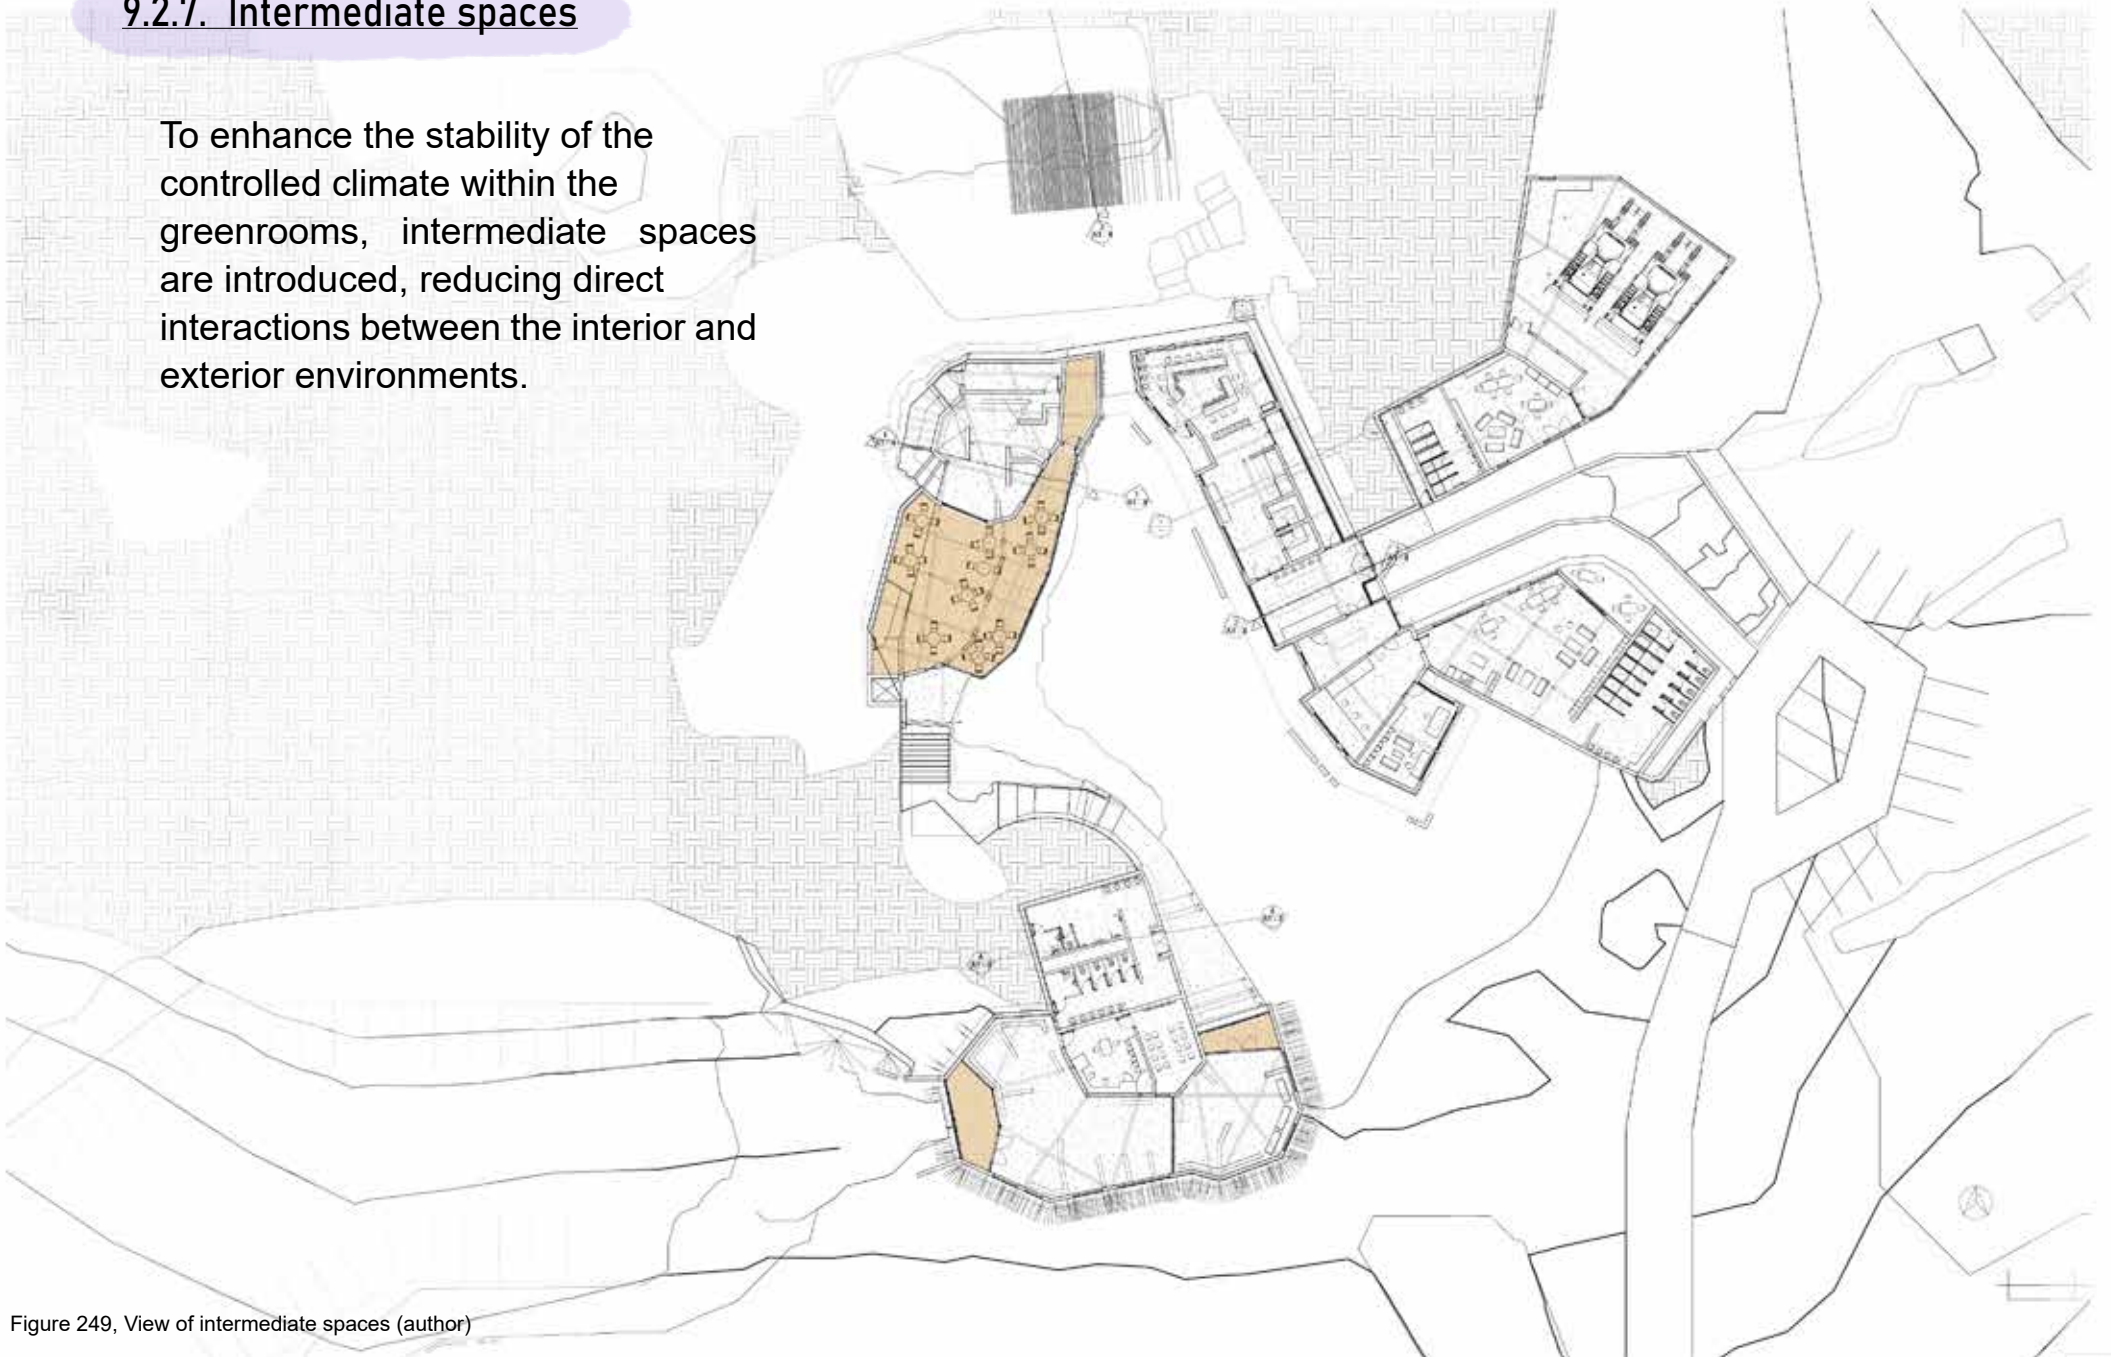 9.2.7. Intermediate spaces
To enhance the stability of the
controlled climate within the
greenrooms, intermediate spaces
are introduced, reducing direct
interactions between the interior and
exterior environments.
Figure 249, View of intermediate spaces (author)